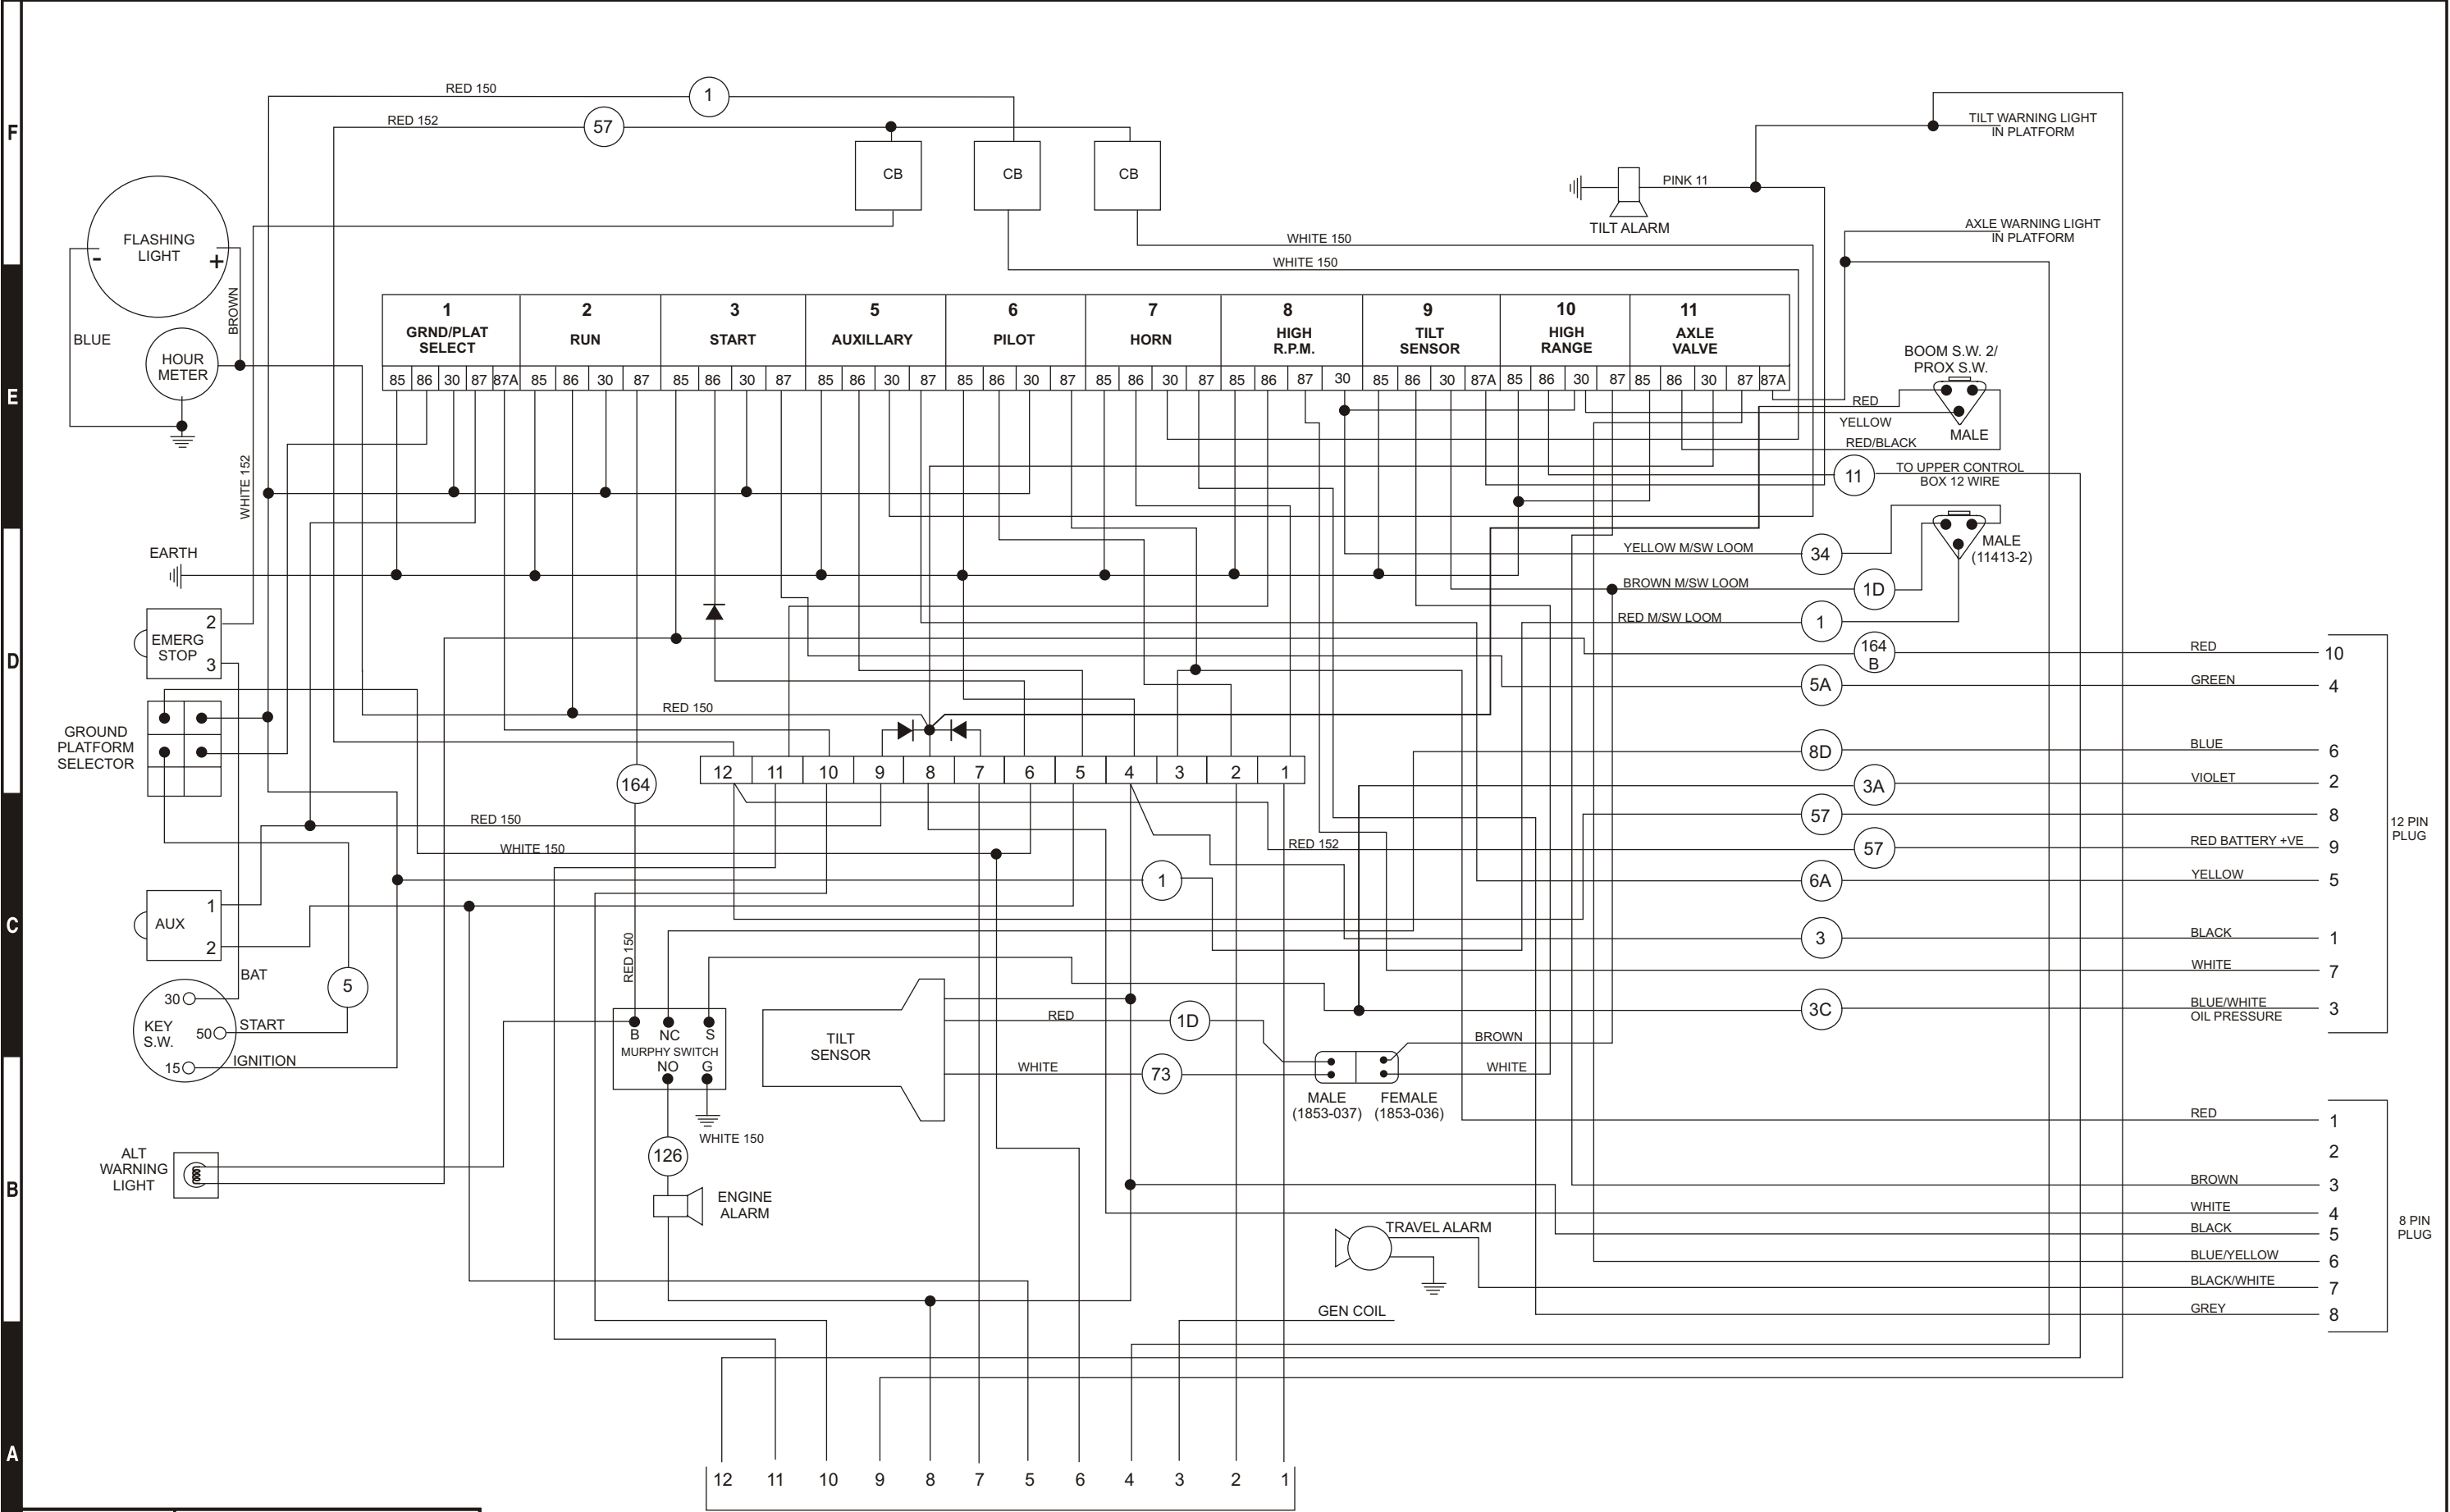 F
E
D
C
B
A
RED 150
1
RED 152
57
CB
CB
CB
TILT WARNING LIGHT
IN PLATFORM
PINK 11
TILT ALARM
AXLE WARNING LIGHT
IN PLATFORM
WHITE 150
WHITE 150
FLASHING
LIGHT
-
+
BLUE
BROWN
HOUR
METER
WHITE 152
1
GRND/PLAT
SELECT
2
RUN
3
START
5
AUXILLARY
6
PILOT
7
HORN
8
HIGH
R.P.M.
9
TILT
SENSOR
10
HIGH
RANGE
11
AXLE
VALVE
85 86 30 87 87A 85 86 30 87 85 86 30 87 85 86 30 87 85 86 30 87 85 86 30 87 85 86 87 30 85 86 30 87A 85 86 30 87 85 86 30 87 87A
BOOM S.W. 2/
PROX S.W.
RED
YELLOW
MALE
RED/BLACK
11
TO UPPER CONTROL
BOX 12 WIRE
EARTH
YELLOW M/SW LOOM
34
MALE
(11413-2)
BROWN M/SW LOOM
1D
RED M/SW LOOM
1
EMERG
STOP
2
3
GROUND
PLATFORM
SELECTOR
RED 150
164
B
RED
10
5A
GREEN
4
8D
BLUE
6
3A
VIOLET
2
57
8
57
RED BATTERY +VE
9
6A
YELLOW
5
3
BLACK
1
WHITE
7
3C
BLUE/WHITE
OIL PRESSURE
3
12 PIN
PLUG
12 11 10 9 8 7 6 5 4 3 2 1
164
RED 150
WHITE 150
RED 152
1
AUX
1
2
BAT
RED 150
5
KEY
S.W.
30
50
15
START
IGNITION
B NC S
MURPHY SWITCH
NO G
WHITE 150
126
ENGINE
ALARM
TILT
SENSOR
RED
1D
WHITE
73
BROWN
WHITE
MALE
(1853-037)
FEMALE
(1853-036)
ALT
WARNING
LIGHT
TRAVEL ALARM
GEN COIL
RED
1
2
BROWN
3
WHITE
4
BLACK
5
BLUE/YELLOW
6
BLACK/WHITE
7
GREY
8
8 PIN
PLUG
12 11 10 9 8 7 5 6 4 3 2 1